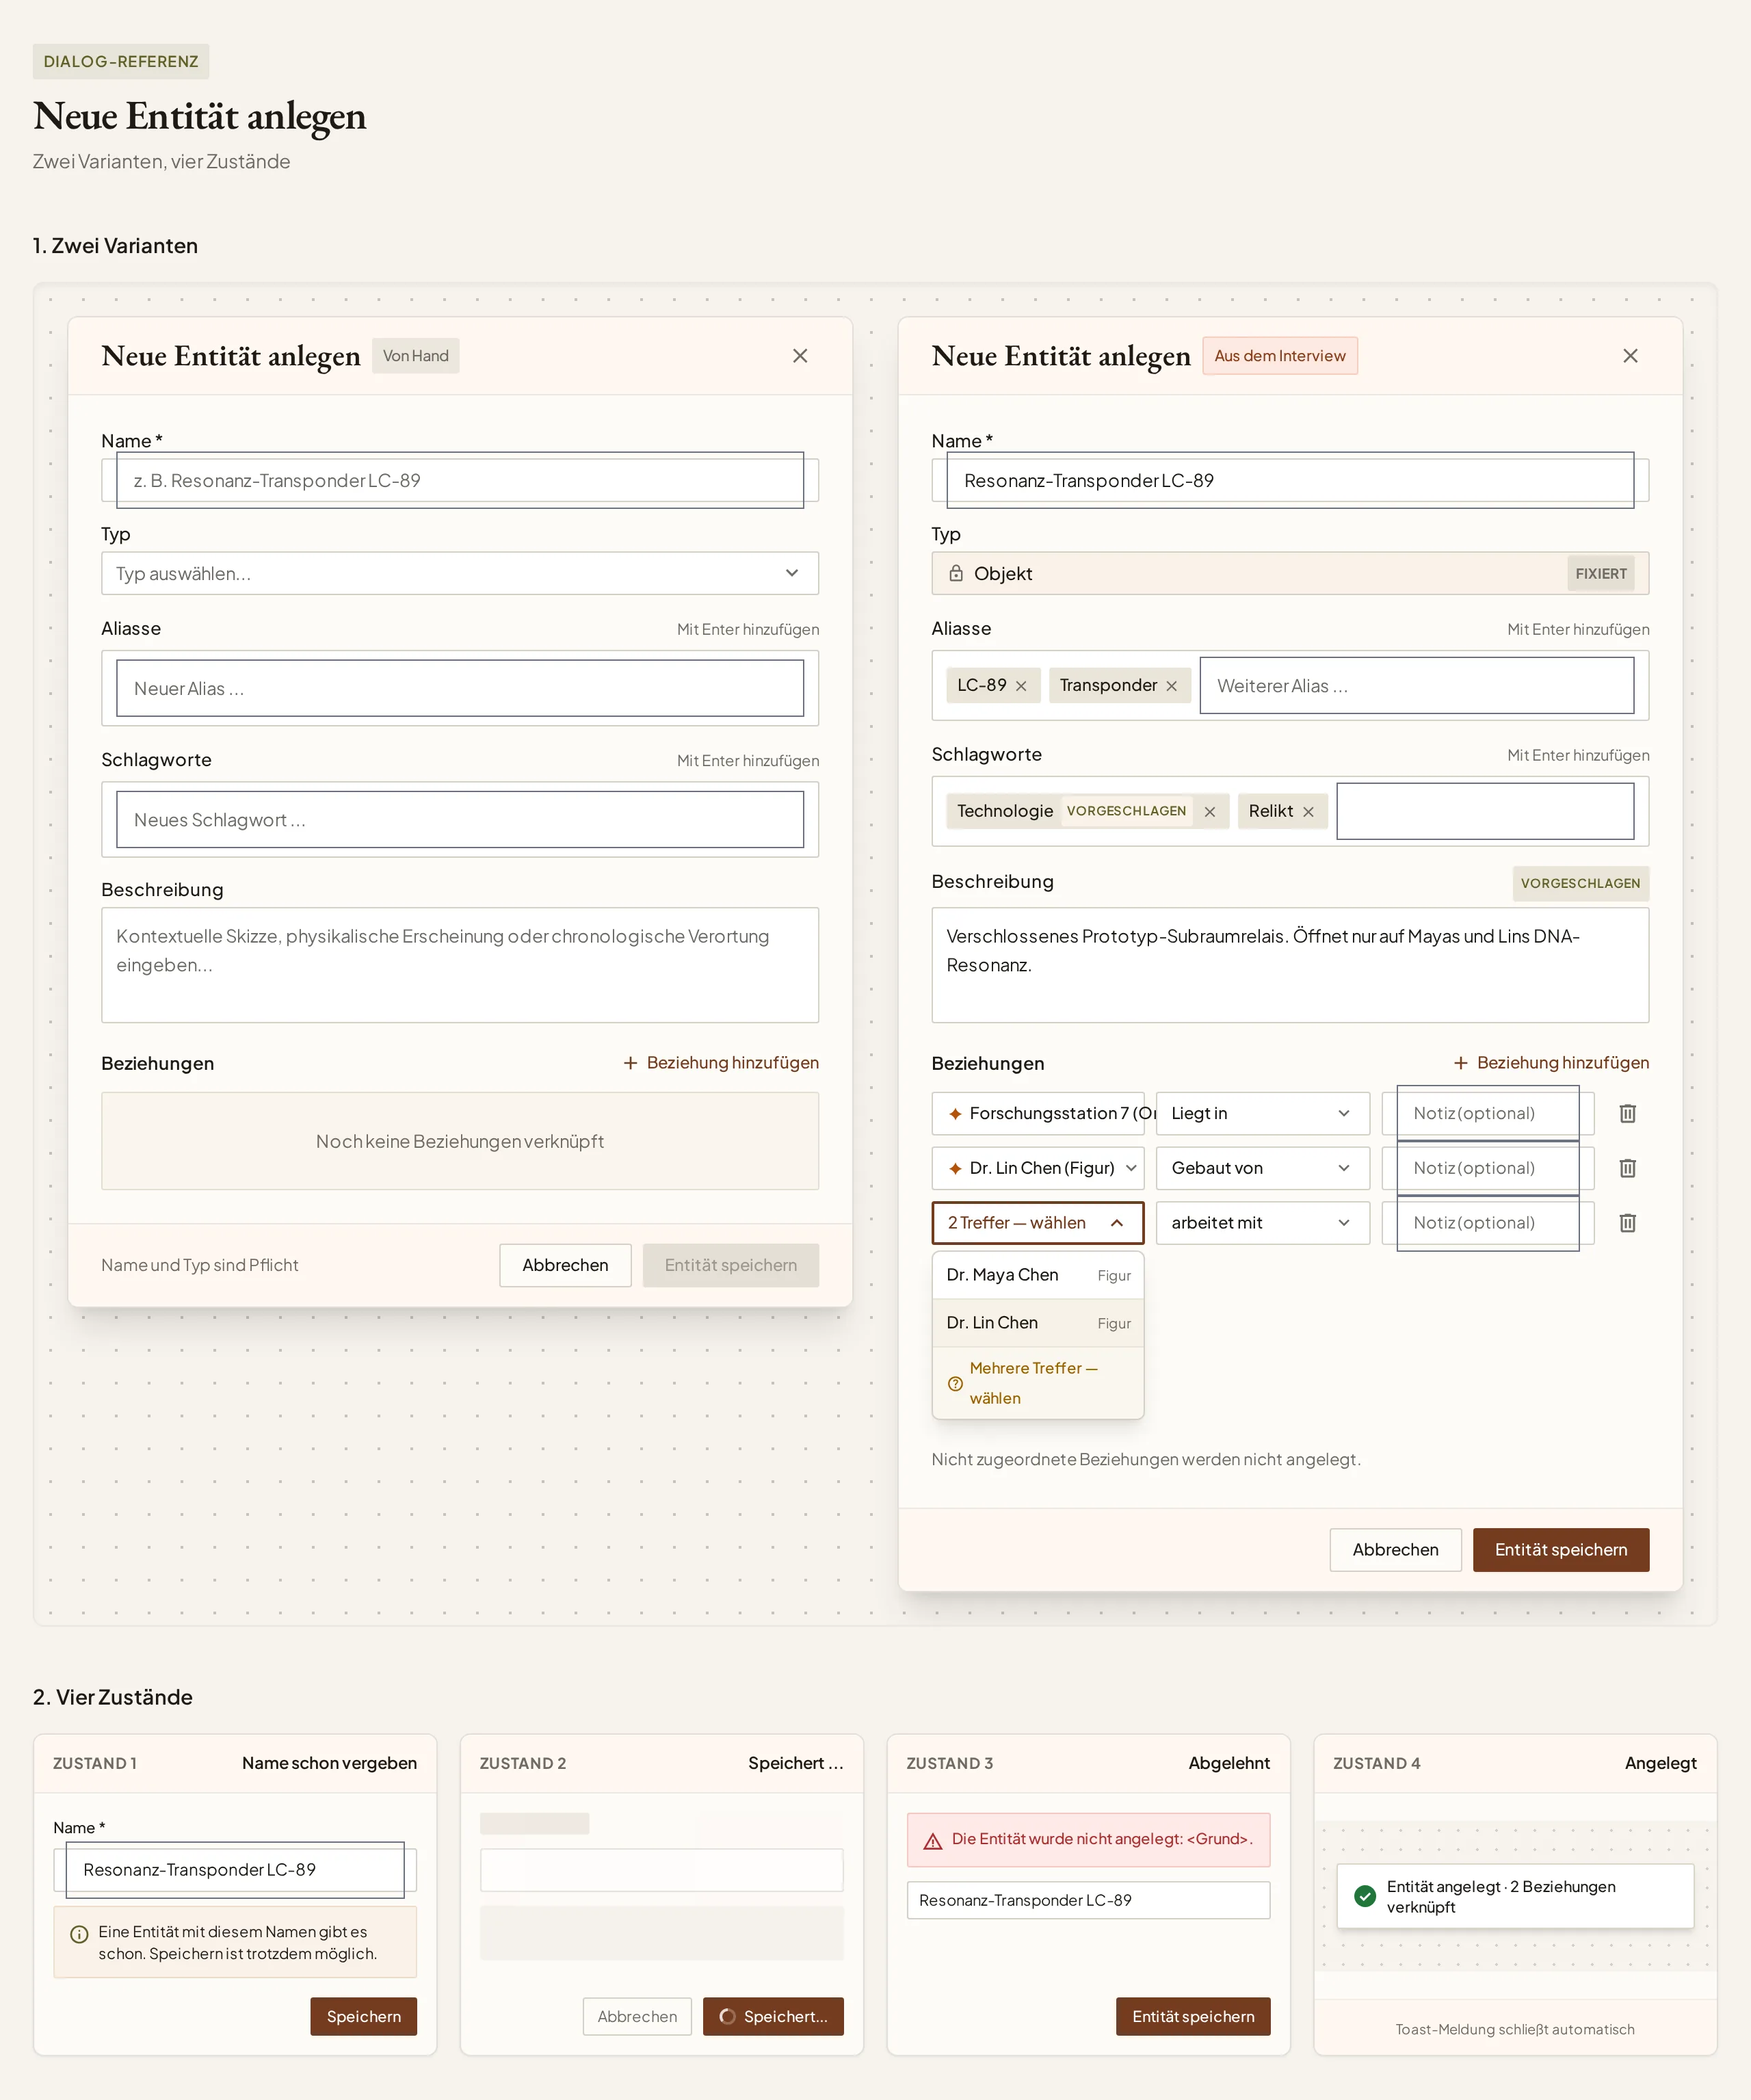 DIALOG-REFERENZ
Neue Entität anlegen
Zwei Varianten, vier Zustände
1. Zwei Varianten
Neue Entität anlegen
Von Hand
Name *
z. B. Resonanz-Transponder LC-89
Typ
Typ auswählen...
Aliasse
Mit Enter hinzufügen
Neuer Alias ...
Schlagworte
Mit Enter hinzufügen
Neues Schlagwort ...
Beschreibung
Kontextuelle Skizze, physikalische Erscheinung oder chronologische Verortung
eingeben...
Beziehungen
Beziehung hinzufügen
Noch keine Beziehungen verknüpft
Name und Typ sind Pflicht
Abbrechen
Entität speichern
Neue Entität anlegen
Aus dem Interview
Name *
Resonanz-Transponder LC-89
Typ
Objekt
FIXIERT
Aliasse
Mit Enter hinzufügen
LC-89
Transponder
Weiterer Alias ...
Schlagworte
Mit Enter hinzufügen
Technologie VORGESCHLAGEN
Relikt
Beschreibung
VORGESCHLAGEN
Verschlossenes Prototyp-Subraumrelais. Öffnet nur auf Mayas und Lins DNA-
Resonanz.
Beziehungen
Beziehung hinzufügen
Forschungsstation 7 (Or
Liegt in
Notiz (optional)
Dr. Lin Chen (Figur)
Gebaut von
Notiz (optional)
2 Treffer — wählen
arbeitet mit
Notiz (optional)
Dr. Maya Chen
Figur
Dr. Lin Chen
Figur
Mehrere Treffer —
wählen
Nicht zugeordnete Beziehungen werden nicht angelegt.
Abbrechen
Entität speichern
2. Vier Zustände
ZUSTAND 1
Name schon vergeben
Name *
Resonanz-Transponder LC-89
Eine Entität mit diesem Namen gibt es
schon. Speichern ist trotzdem möglich.
Speichern
ZUSTAND 2
Speichert ...
Abbrechen
Speichert...
ZUSTAND 3
Abgelehnt
Die Entität wurde nicht angelegt: <Grund>.
Resonanz-Transponder LC-89
Entität speichern
ZUSTAND 4
Angelegt
Entität angelegt · 2 Beziehungen
verknüpft
Toast-Meldung schließt automatisch